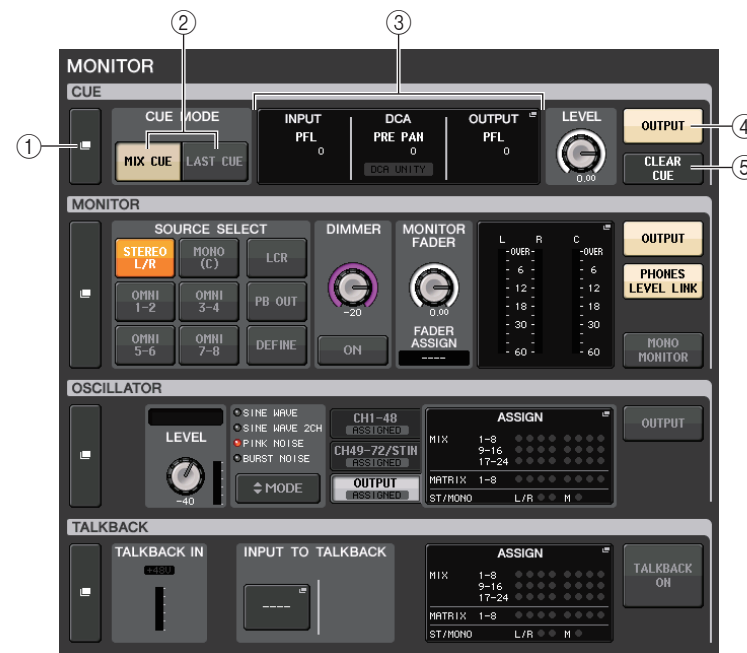 ② ③
MONITOR
CUE
①
CUE MODE
MIX CUE LAST CUE
INPUT DCA OUTPUT
PFL PRE PAN PFL
0 0 0
DCA UNITY
LEVEL
0.00
OUTPUT ④
CLEAR CUE ⑤
MONITOR
SOURCE SELECT
STEREO L/R MONO (C) LCR
OMNI 1-2 OMNI 3-4 PB OUT
OMNI 5-6 OMNI 7-8 DEFINE
DIMMER
-20
ON
MONITOR FADER
0.00
FADER ASSIGN
----
L R C
-OVER- -OVER
- 6 - - 6
- 12 - - 12
- 18 - - 18
- 30 - - 30
- 60 - - 60
OUTPUT
PHONES LEVEL LINK
MONO MONITOR
OSCILLATOR
LEVEL
-40
SINE WAVE
SINE WAVE 2CH
PINK NOISE
BURST NOISE
MODE
CH1-48
ASSIGNED
CH49-72/STIN
ASSIGNED
OUTPUT
ASSIGNED
ASSIGN
MIX 1-8
9-16
17-24
MATRIX 1-8
ST/MONO L/R M
OUTPUT
TALKBACK
TALKBACK IN
+48V
INPUT TO TALKBACK
----
ASSIGN
MIX 1-8
9-16
17-24
MATRIX 1-8
ST/MONO L/R M
TALKBACK ON